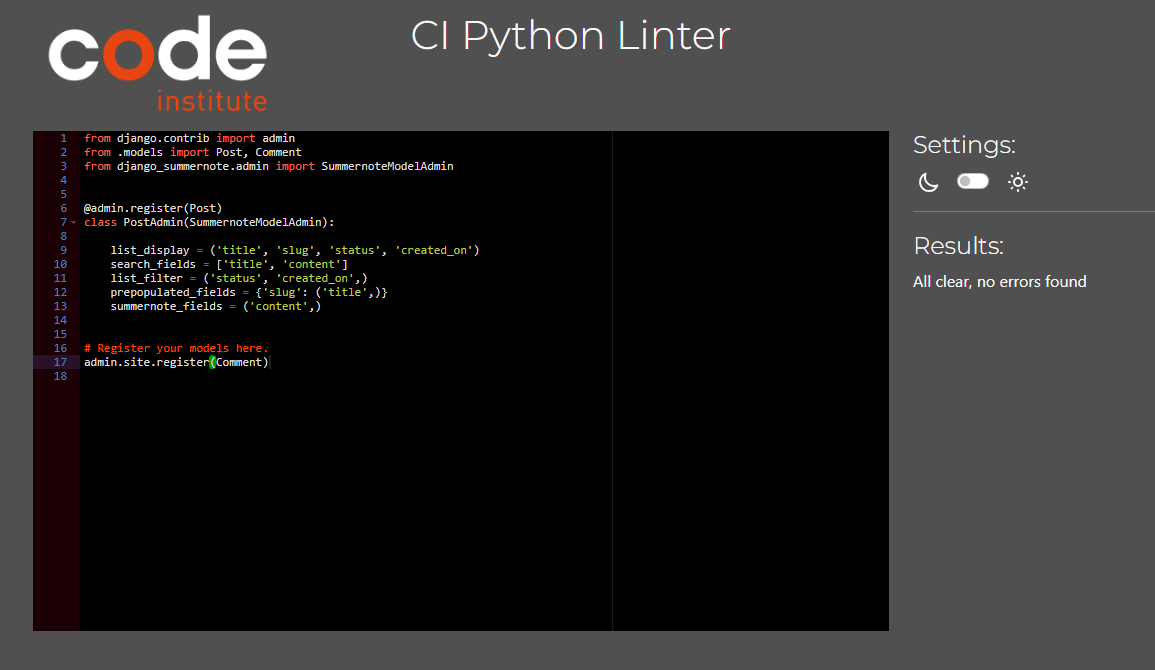 code
institute
CI Python Linter
1 from django.contrib import admin
2 from .models import Post, Comment
3 from django_summernote.admin import SummernoteModelAdmin
4
5
6 @admin.register(Post)
7 class PostAdmin(SummernoteModelAdmin):
8
9     list_display = ('title', 'slug', 'status', 'created_on')
10     search_fields = ['title', 'content']
11     list_filter = ('status', 'created_on',)
12     prepopulated_fields = {'slug': ('title',)}
13     summernote_fields = ('content',)
14
15
16 # Register your models here.
17 admin.site.register(Comment)
18
Settings:
Results:
All clear, no errors found